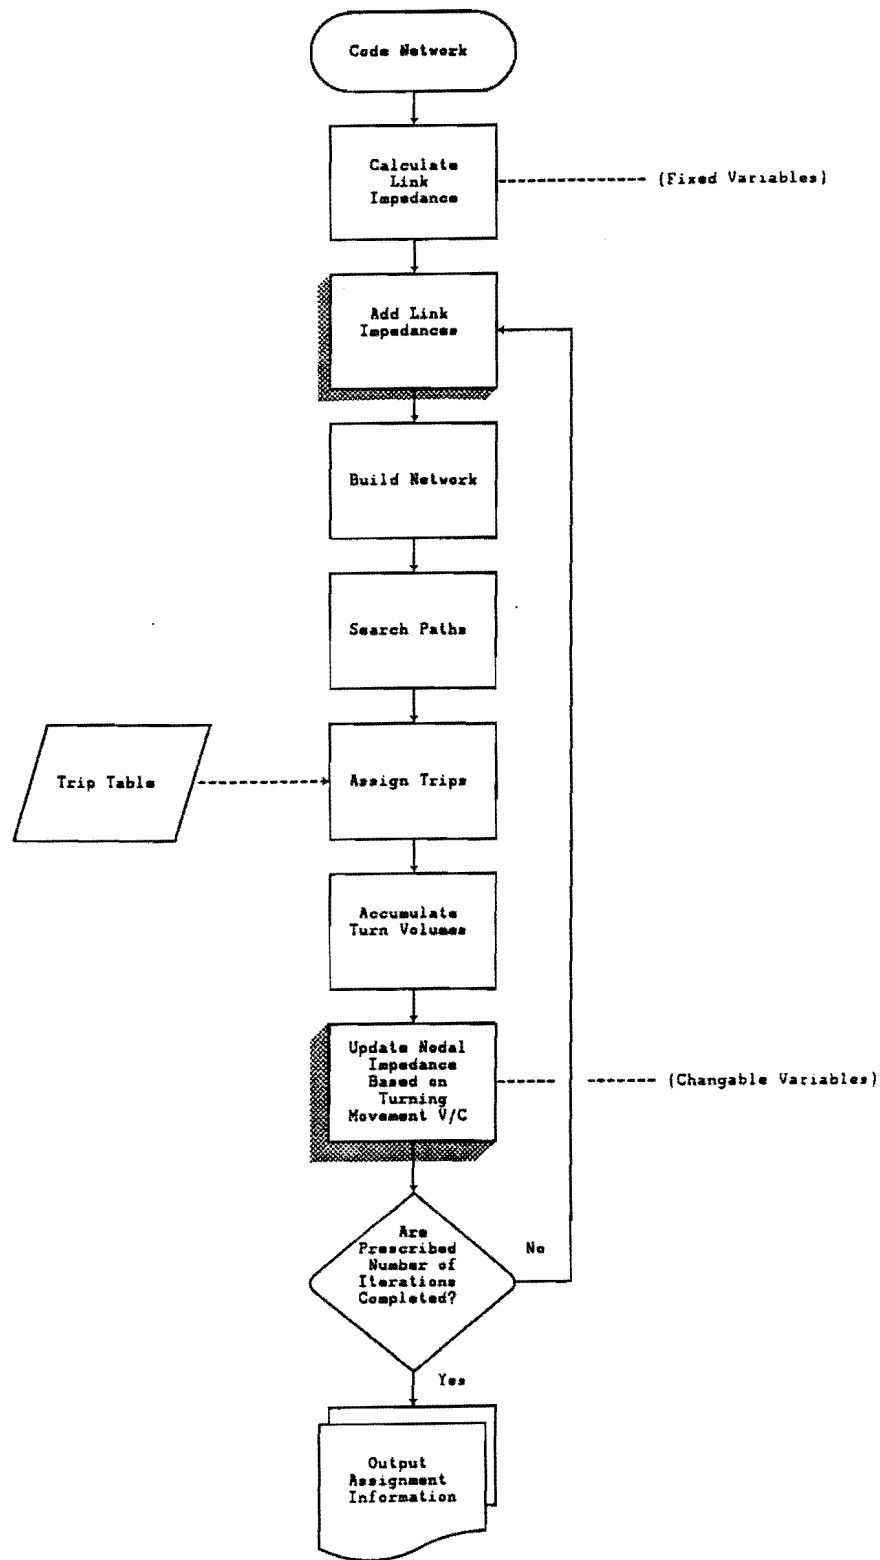 Code Network
Calculate
Link
Impedance
(Fixed Variables)
Add Link
Impedances
Build Network
Search Paths
Trip Table
Assign Trips
Accumulate
Turn Volumes
Update Nodal
Impedance
Based on
Turning
Movement V/C
(Changable Variables)
Are
Prescribed
Number of
Iterations
Completed?
No
Yes
Output
Assignment
Information